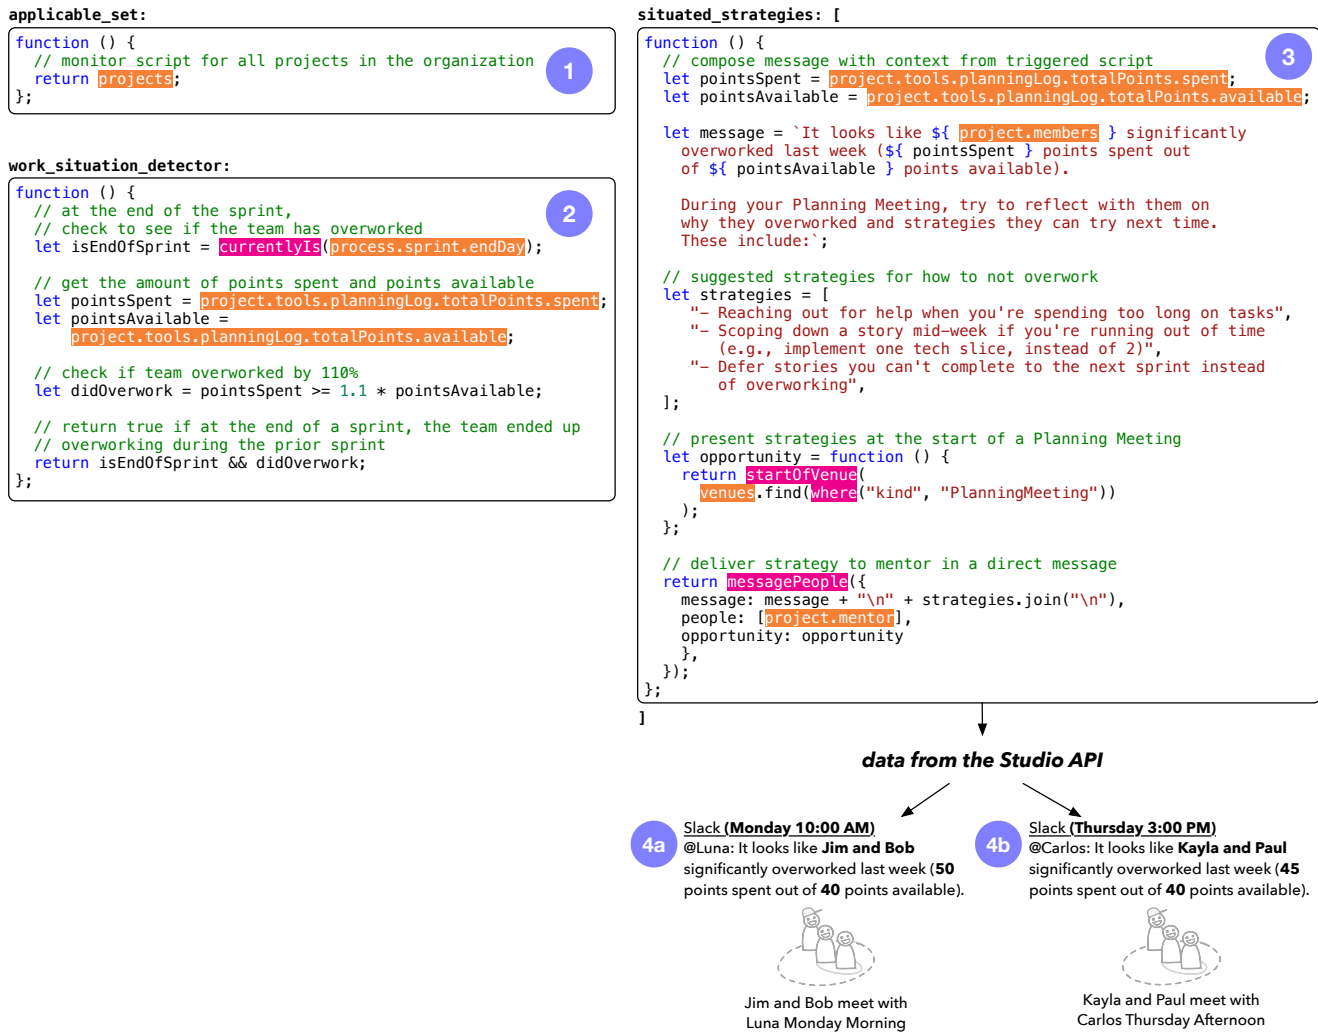 applicable_set:
function () {
// monitor script for all projects in the organization
return projects;
};
1
work_situation_detector:
function () {
// at the end of the sprint,
// check to see if the team has overworked
let isEndOfSprint = currentlyIs(process.sprint.endDay);
// get the amount of points spent and points available
let pointsSpent = project.tools.planningLog.totalPoints.spent;
let pointsAvailable =
project.tools.planningLog.totalPoints.available;
// check if team overworked by 110%
let didOverwork = pointsSpent >= 1.1 * pointsAvailable;
// return true if at the end of a sprint, the team ended up
// overworking during the prior sprint
return isEndOfSprint && didOverwork;
};
2
situated_strategies: [
function () {
// compose message with context from triggered script
let pointsSpent = project.tools.planningLog.totalPoints.spent;
let pointsAvailable = project.tools.planningLog.totalPoints.available;
let message = `It looks like ${ project.members } significantly
overworked last week (${ pointsSpent } points spent out
of ${ pointsAvailable } points available).
During your Planning Meeting, try to reflect with them on
why they overworked and strategies they can try next time.
These include:`;
// suggested strategies for how to not overwork
let strategies = [
"- Reaching out for help when you're spending too long on tasks",
"- Scoping down a story mid-week if you're running out of time
(e.g., implement one tech slice, instead of 2)",
"- Defer stories you can't complete to the next sprint instead
of overworking",
];
// present strategies at the start of a Planning Meeting
let opportunity = function () {
return startOfVenue(
venues.find(where("kind", "PlanningMeeting"))
);
};
// deliver strategy to mentor in a direct message
return messagePeople({
message: message + "\n" + strategies.join("\n"),
people: [project.mentor],
opportunity: opportunity
},
});
};
3
]
data from the Studio API
4a
Slack (Monday 10:00 AM)
@Luna: It looks like Jim and Bob
significantly overworked last week (50
points spent out of 40 points available).
Jim and Bob meet with
Luna Monday Morning
4b
Slack (Thursday 3:00 PM)
@Carlos: It looks like Kayla and Paul
significantly overworked last week (45
points spent out of 40 points available).
Kayla and Paul meet with
Carlos Thursday Afternoon